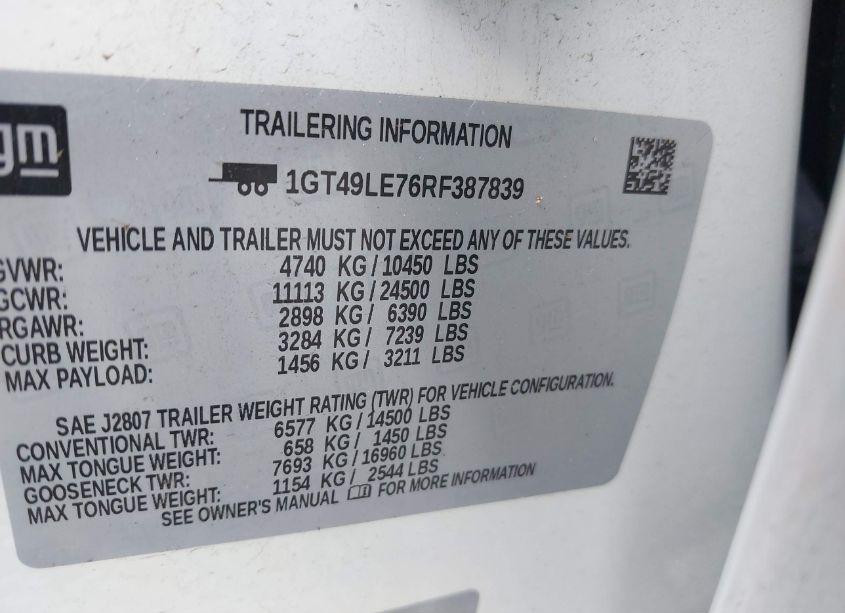 gm
TRAILERING INFORMATION
1GT49LE76RF387839
VEHICLE AND TRAILER MUST NOT EXCEED ANY OF THESE VALUES.
GVWR: 4740 KG / 10450 LBS
GCWR: 11113 KG / 24500 LBS
RGAWR: 2898 KG / 6390 LBS
CURB WEIGHT: 3284 KG / 7239 LBS
MAX PAYLOAD: 1456 KG / 3211 LBS
SAE J2807 TRAILER WEIGHT RATING (TWR) FOR VEHICLE CONFIGURATION.
CONVENTIONAL TWR: 6577 KG / 14500 LBS
MAX TONGUE WEIGHT: 658 KG / 1450 LBS
GOOSENECK TWR: 7693 KG / 16960 LBS
MAX TONGUE WEIGHT: 1154 KG / 2544 LBS
SEE OWNER'S MANUAL FOR MORE INFORMATION